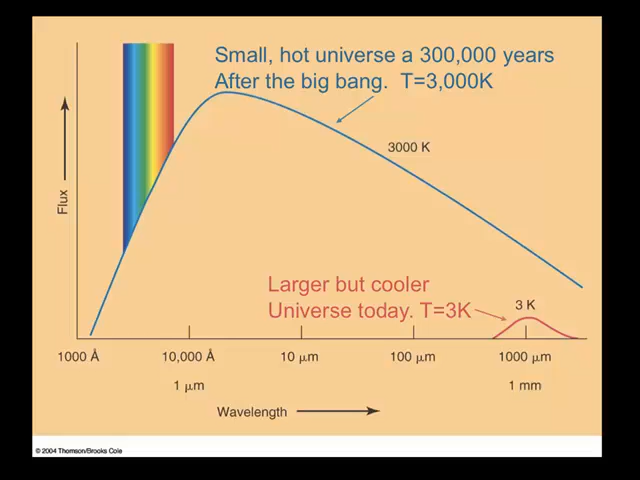 Small, hot universe a 300,000 years
After the big bang. T=3,000K
3000 K
Flux
Larger but cooler
Universe today. T=3K
3 K
1000 Å
10,000 Å
10 μm
100 μm
1000 μm
1 μm
1 mm
Wavelength
© 2004 Thomson/Brooks Cole